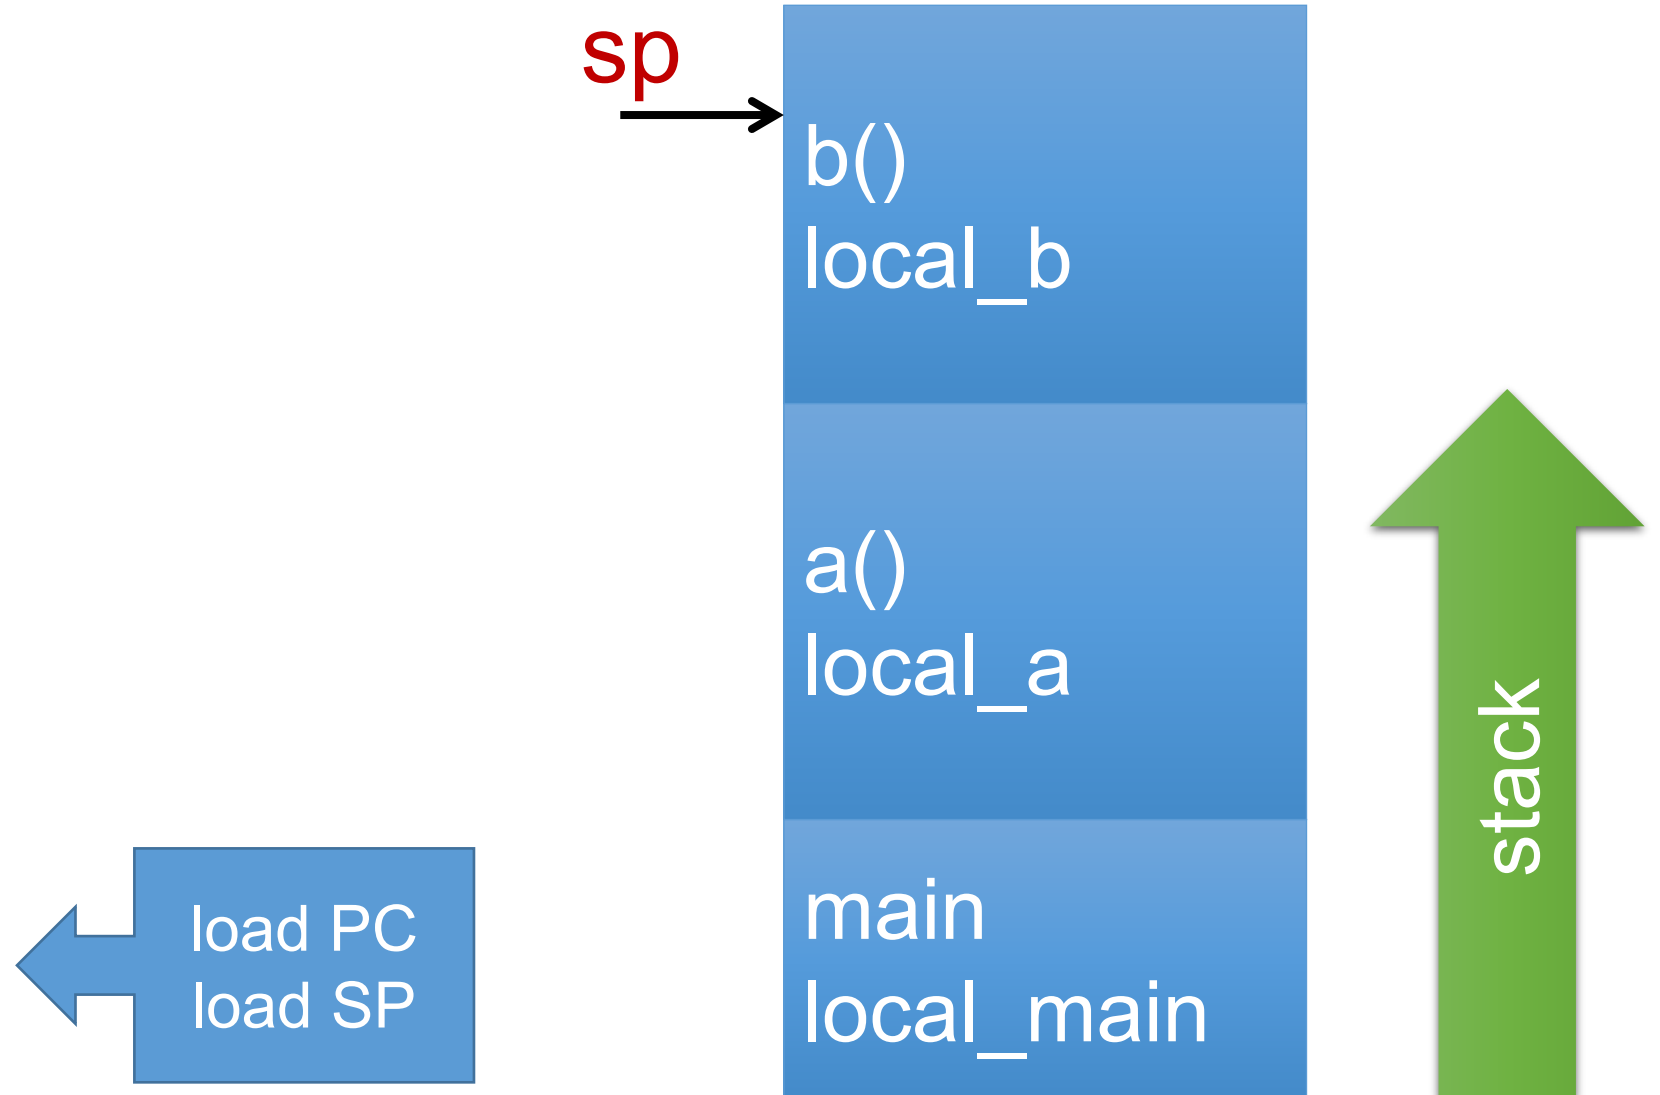 sp
b()
local_b
a()
local_a
main
local_main
load PC
load SP
stack